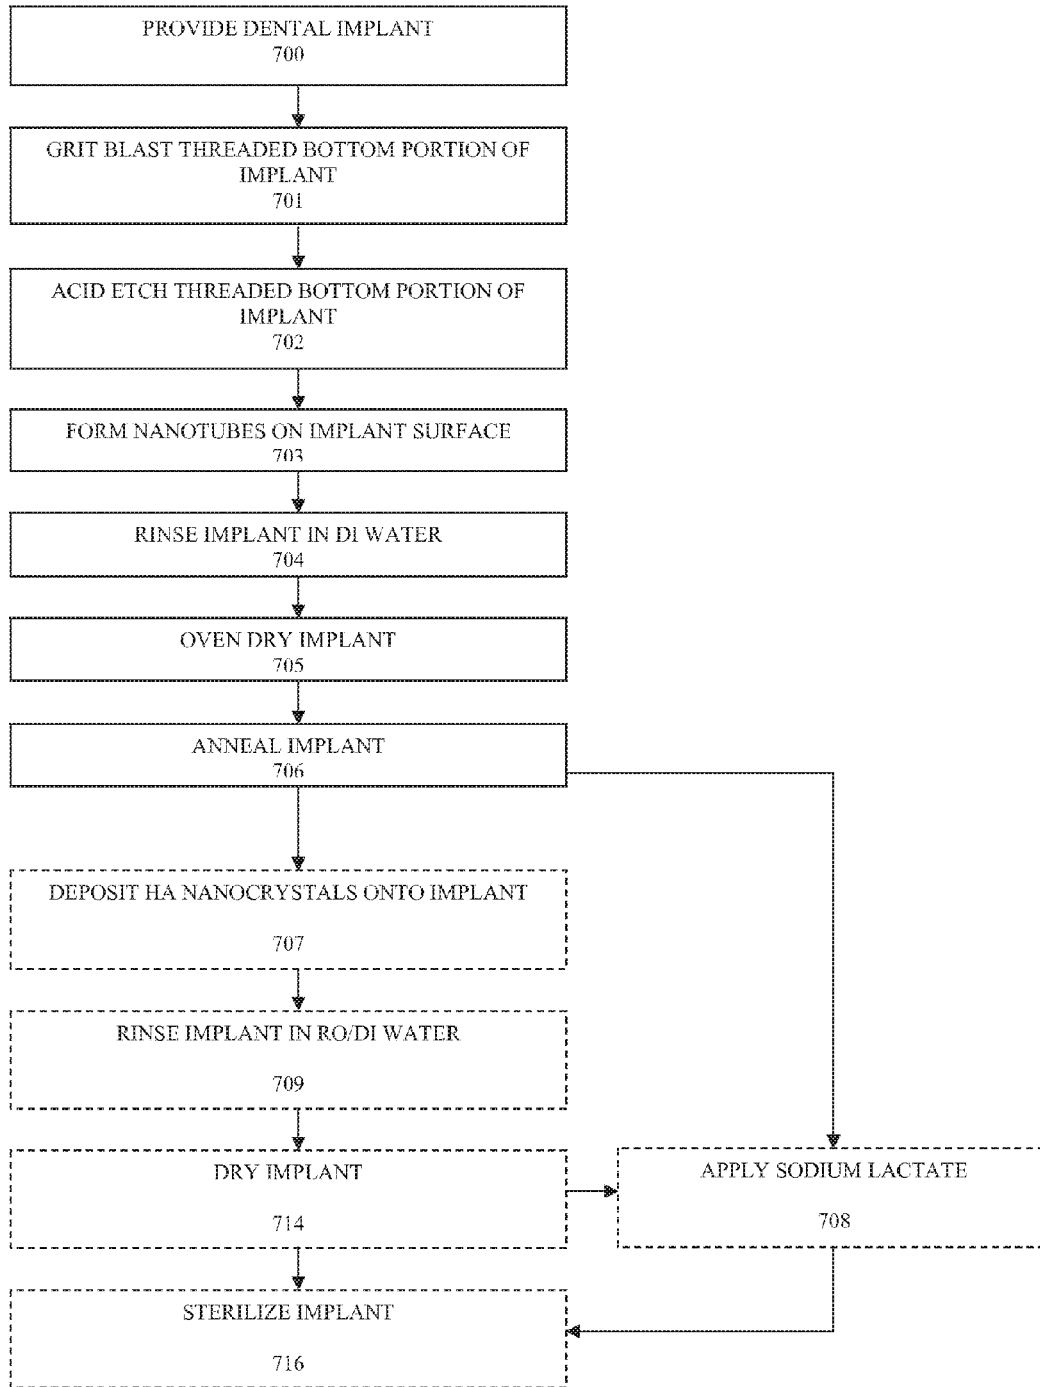 PROVIDE DENTAL IMPLANT
700
GRIT BLAST THREADED BOTTOM PORTION OF
IMPLANT
701
ACID ETCH THREADED BOTTOM PORTION OF
IMPLANT
702
FORM NANOTUBES ON IMPLANT SURFACE
703
RINSE IMPLANT IN DI WATER
704
OVEN DRY IMPLANT
705
ANNEAL IMPLANT
706
DEPOSIT HA NANOCRYSTALS ONTO IMPLANT
707
RINSE IMPLANT IN RO/DI WATER
709
DRY IMPLANT
714
APPLY SODIUM LACTATE
708
STERILIZE IMPLANT
716